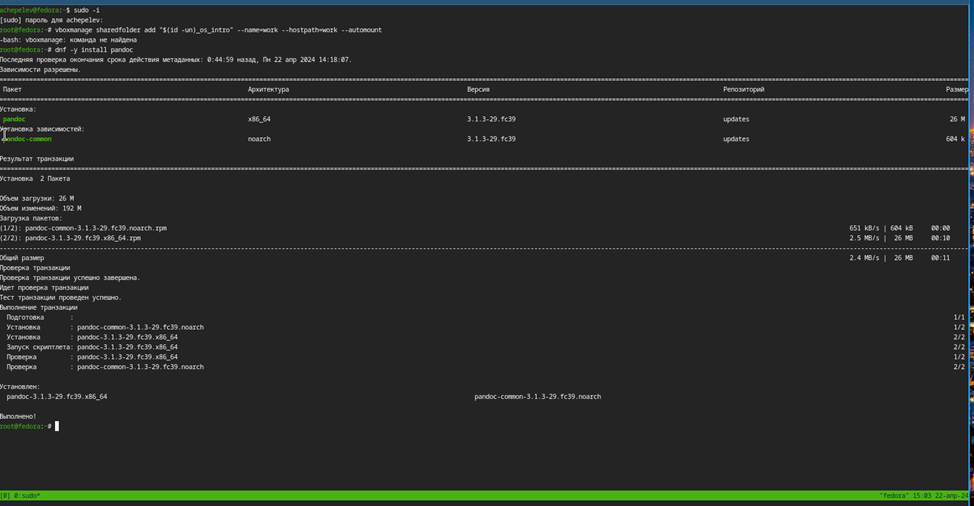 achepelev@fedora:~$ sudo -i
[sudo] пароль для achepelev:
root@fedora:~# vboxmanage sharedfolder add "$(id -un)_os_intro" --name=work --hostpath=work --automount
-bash: vboxmanage: команда не найдена
root@fedora:~# dnf -y install pandoc
Последняя проверка окончания срока действия метаданных: 0:44:59 назад, Пн 22 апр 2024 14:18:07.
Зависимости разрешены.
Пакет Архитектура Версия Репозиторий Размер
Установка:
pandoc x86_64 3.1.3-29.fc39 updates 26 M
Установка зависимостей:
pandoc-common noarch 3.1.3-29.fc39 updates 604 k
Результат транзакции
Установка 2 Пакета
Объем загрузки: 26 M
Объем изменений: 192 M
Загрузка пакетов:
(1/2): pandoc-common-3.1.3-29.fc39.noarch.rpm 651 kB/s | 604 kB 00:00
(2/2): pandoc-3.1.3-29.fc39.x86_64.rpm 2.5 MB/s | 26 MB 00:10
Общий размер 2.4 MB/s | 26 MB 00:11
Проверка транзакции
Проверка транзакции успешно завершена.
Идет проверка транзакции
Тест транзакции проведен успешно.
Выполнение транзакции
Подготовка : 1/1
Установка : pandoc-common-3.1.3-29.fc39.noarch 1/2
Установка : pandoc-3.1.3-29.fc39.x86_64 2/2
Запуск скриптлета: pandoc-3.1.3-29.fc39.x86_64 2/2
Проверка : pandoc-3.1.3-29.fc39.x86_64 1/2
Проверка : pandoc-common-3.1.3-29.fc39.noarch 2/2
Установлен:
pandoc-3.1.3-29.fc39.x86_64 pandoc-common-3.1.3-29.fc39.noarch
Выполнено!
root@fedora:~#
[0] 0:sudo* "fedora" 15:03 22-апр-24